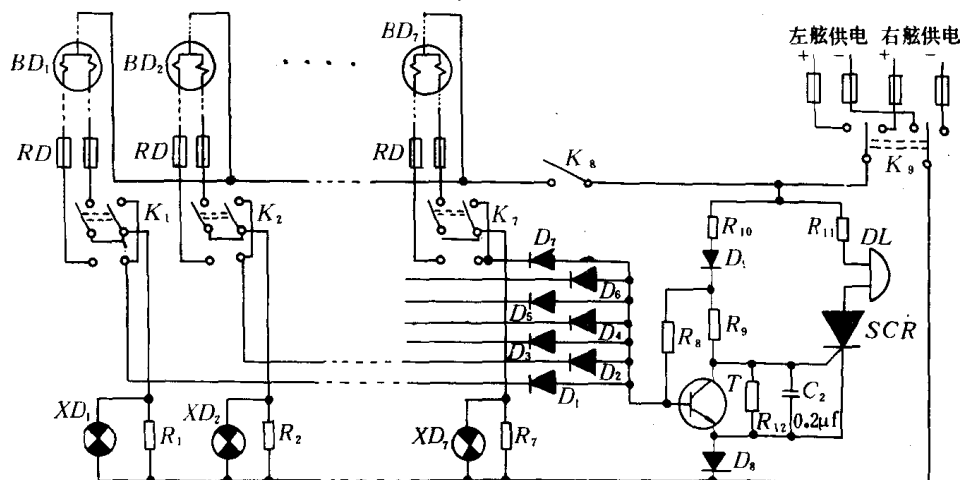 左舷供电 右舷供电
+ − + −
BD₁ BD₂ BD₇
RD RD RD
K₈ K₉
K₁ K₂ K₇
R₁₀ R₁₁ DL
D₇
D₆
D₅
D₄
D₃
D₂
D₁
R₈ R₉ SCR
T C₂
R₁₂ 0.2μf
XD₁ R₁ XD₂ R₂ XD₇ R₇
D₈